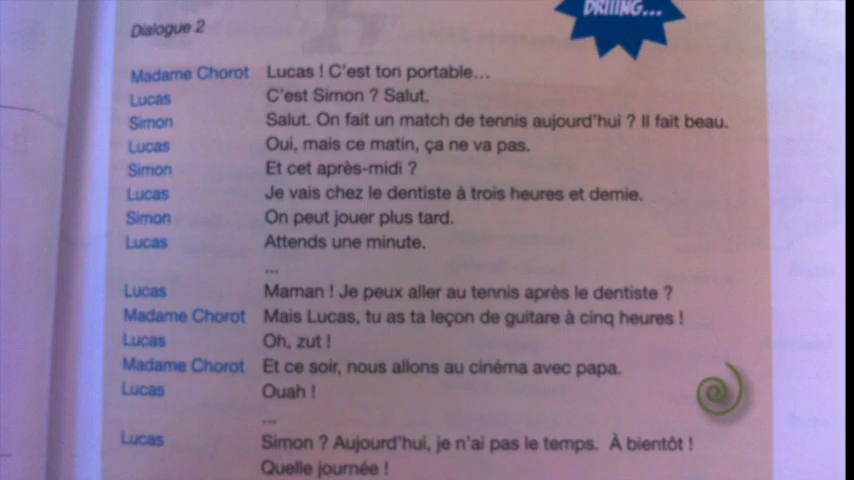 DRIIING...
Dialogue 2
Madame Chorot Lucas ! C'est ton portable...
Lucas C'est Simon ? Salut.
Simon Salut. On fait un match de tennis aujourd'hui ? Il fait beau.
Lucas Oui, mais ce matin, ça ne va pas.
Simon Et cet après-midi ?
Lucas Je vais chez le dentiste à trois heures et demie.
Simon On peut jouer plus tard.
Lucas Attends une minute.
...
Lucas Maman ! Je peux aller au tennis après le dentiste ?
Madame Chorot Mais Lucas, tu as ta leçon de guitare à cinq heures !
Lucas Oh, zut !
Madame Chorot Et ce soir, nous allons au cinéma avec papa.
Lucas Ouah !
...
Lucas Simon ? Aujourd'hui, je n'ai pas le temps. À bientôt !
Quelle journée !